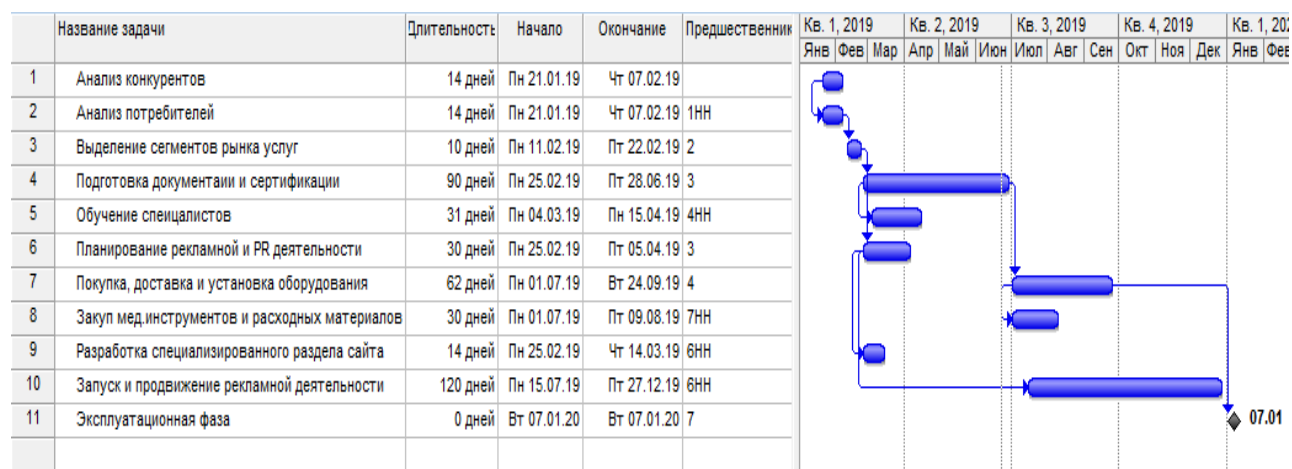 Название задачи Длительность Начало Окончание Предшественник Кв. 1, 2019 Кв. 2, 2019 Кв. 3, 2019 Кв. 4, 2019 Кв. 1, 202
Янв Фев Мар Апр Май Июн Июл Авг Сен Окт Ноя Дек Янв Фев
1 Анализ конкурентов 14 дней Пн 21.01.19 Чт 07.02.19
2 Анализ потребителей 14 дней Пн 21.01.19 Чт 07.02.19 1НН
3 Выделение сегментов рынка услуг 10 дней Пн 11.02.19 Пт 22.02.19 2
4 Подготовка документаии и сертификации 90 дней Пн 25.02.19 Пт 28.06.19 3
5 Обучение спеицалистов 31 дней Пн 04.03.19 Пн 15.04.19 4НН
6 Планирование рекламной и PR деятельности 30 дней Пн 25.02.19 Пт 05.04.19 3
7 Покупка, доставка и установка оборудования 62 дней Пн 01.07.19 Вт 24.09.19 4
8 Закуп мед.инструментов и расходных материалов 30 дней Пн 01.07.19 Пт 09.08.19 7НН
9 Разработка специализированного раздела сайта 14 дней Пн 25.02.19 Чт 14.03.19 6НН
10 Запуск и продвижение рекламной деятельности 120 дней Пн 15.07.19 Пт 27.12.19 6НН
11 Эксплуатационная фаза 0 дней Вт 07.01.20 Вт 07.01.20 7 07.01